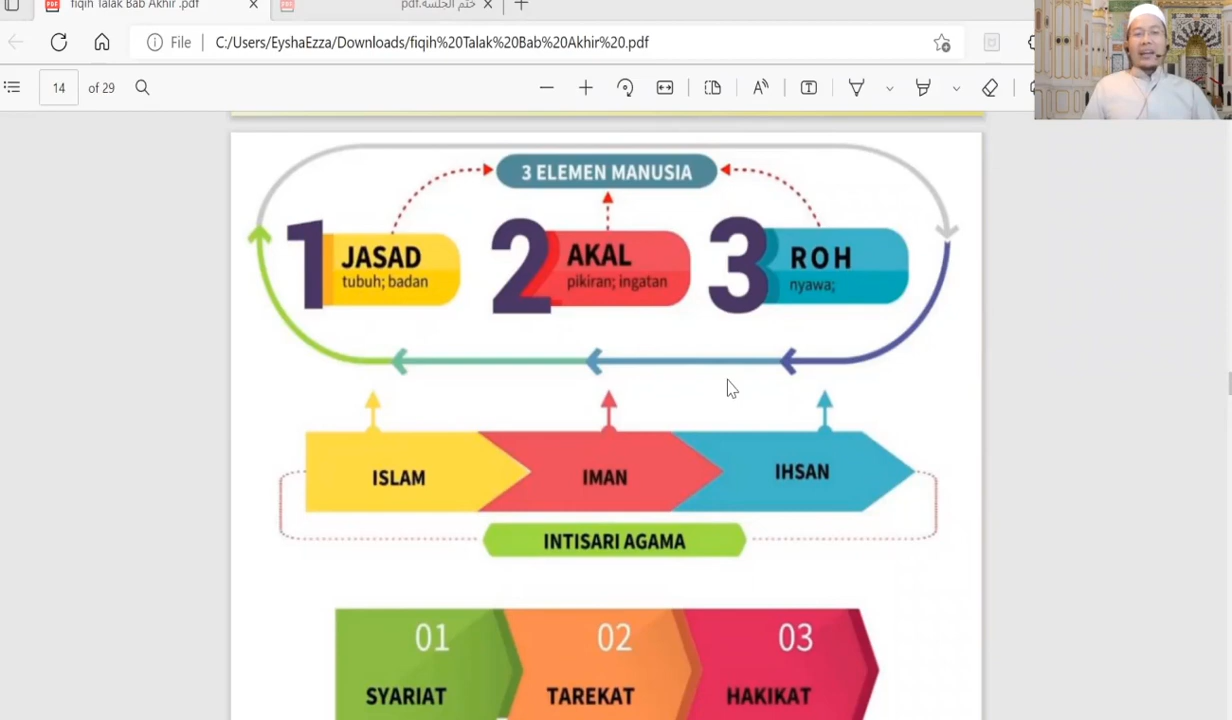 fiqih Talak Bab Akhir .pdf
ختم الجلسة.pdf
File
C:/Users/EyshaEzza/Downloads/fiqih%20Talak%20Bab%20Akhir%20.pdf
14 of 29
3 ELEMEN MANUSIA
1 JASAD
tubuh; badan
2 AKAL
pikiran; ingatan
3 ROH
nyawa;
ISLAM
IMAN
IHSAN
INTISARI AGAMA
01
SYARIAT
02
TAREKAT
03
HAKIKAT